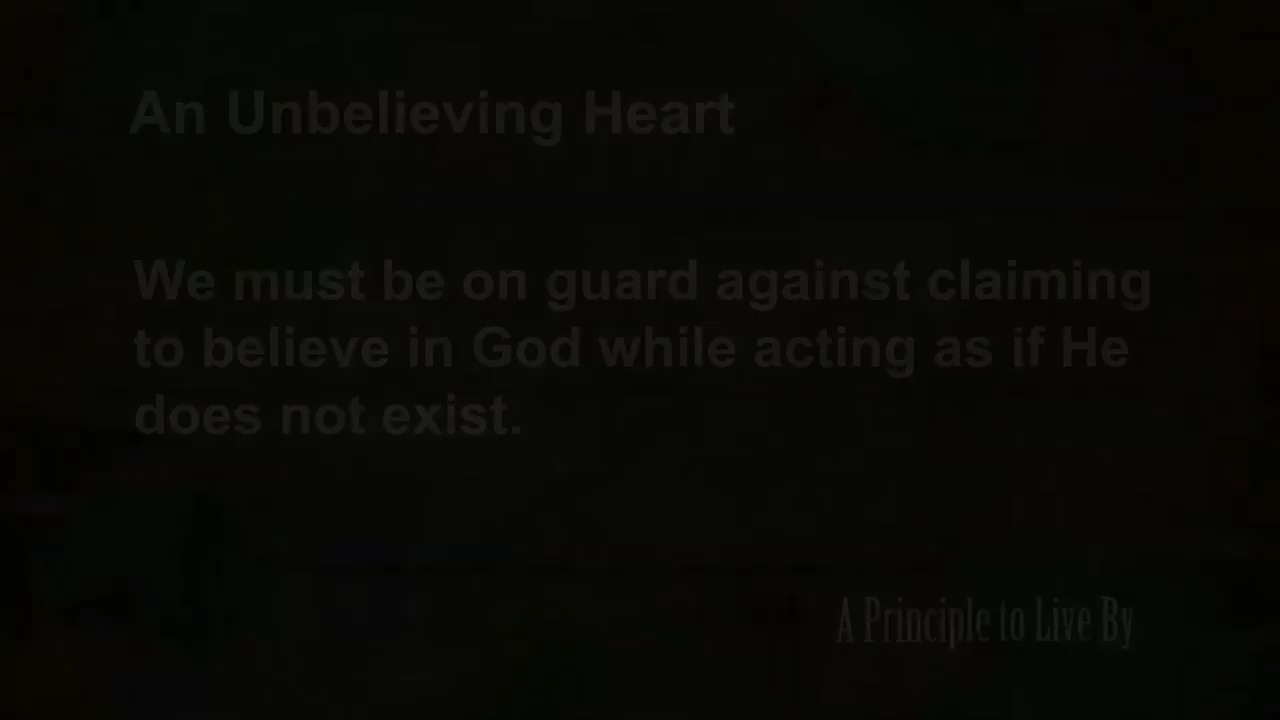 An Unbelieving Heart
We must be on guard against claiming
to believe in God while acting as if He
does not exist.
A Principle to Live By